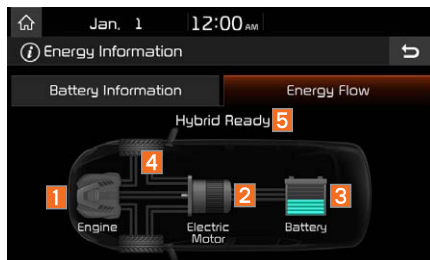 Jan. 1 12:00 AM
i Energy Information
Battery Information Energy Flow
Hybrid Ready 5
4
1 2 3
Engine Electric Motor Battery